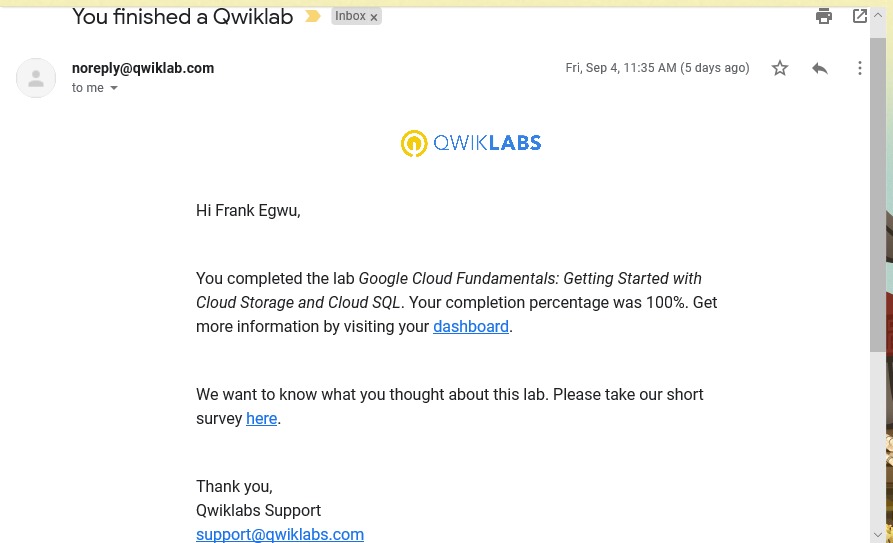 You finished a Qwiklab
Inbox x
noreply@qwiklab.com
Fri, Sep 4, 11:35 AM (5 days ago)
to me
QWIKLABS
Hi Frank Egwu,
You completed the lab Google Cloud Fundamentals: Getting Started with
Cloud Storage and Cloud SQL. Your completion percentage was 100%. Get
more information by visiting your dashboard.
We want to know what you thought about this lab. Please take our short
survey here.
Thank you,
Qwiklabs Support
support@qwiklabs.com